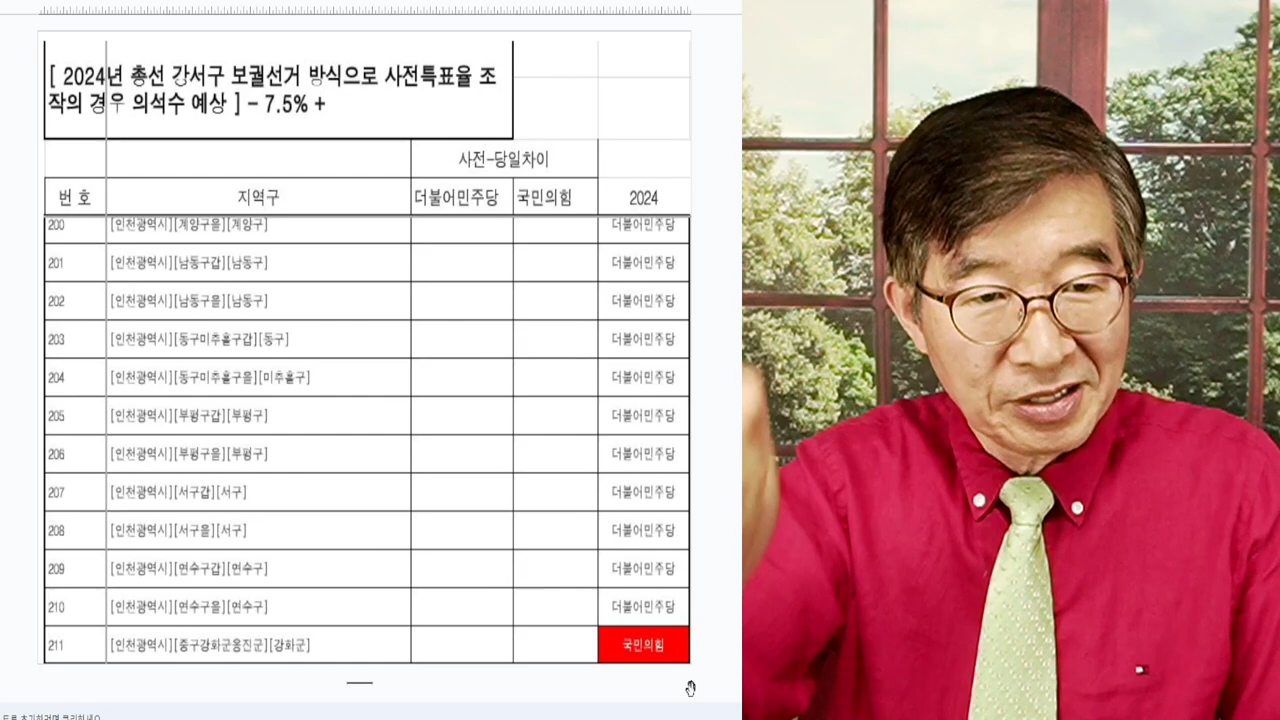 [ 2024년 총선 강서구 보궐선거 방식으로 사전특표율 조
작의 경우 의석수 예상 ] - 7.5% +
사전-당일차이
번 호 지역구 더불어민주당 국민의힘 2024
200 [인천광역시][계양구을][계양구] 더불어민주당
201 [인천광역시][남동구갑][남동구] 더불어민주당
202 [인천광역시][남동구을][남동구] 더불어민주당
203 [인천광역시][동구미추홀구갑][동구] 더불어민주당
204 [인천광역시][동구미추홀구을][미추홀구] 더불어민주당
205 [인천광역시][부평구갑][부평구] 더불어민주당
206 [인천광역시][부평구을][부평구] 더불어민주당
207 [인천광역시][서구갑][서구] 더불어민주당
208 [인천광역시][서구을][서구] 더불어민주당
209 [인천광역시][연수구갑][연수구] 더불어민주당
210 [인천광역시][연수구을][연수구] 더불어민주당
211 [인천광역시][중구강화군옹진군][강화군] 국민의힘